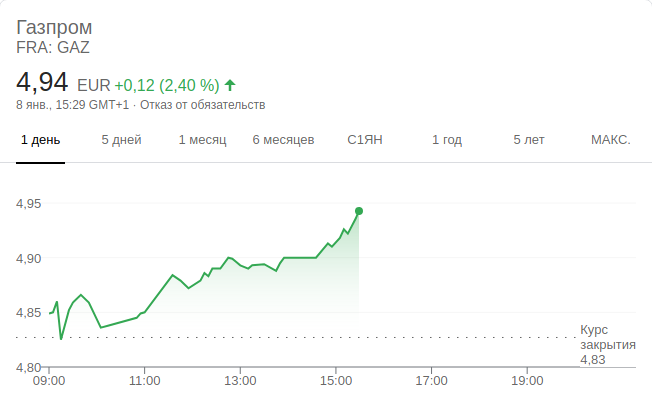 Газпром
FRA: GAZ
4,94 EUR +0,12 (2,40 %)
8 янв., 15:29 GMT+1 · Отказ от обязательств
1 день 5 дней 1 месяц 6 месяцев С1ЯН 1 год 5 лет МАКС.
4,95
4,90
4,85
Курс
закрытия
4,83
4,80
09:00 11:00 13:00 15:00 17:00 19:00